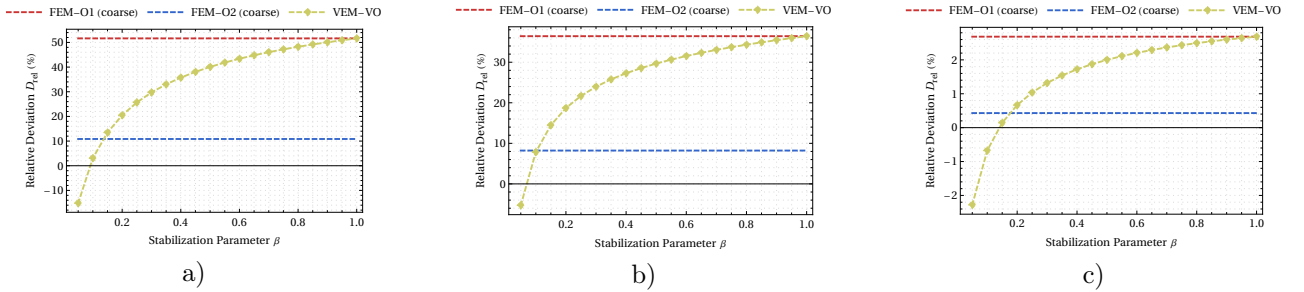 FEM−O1 (coarse) FEM−O2 (coarse) VEM−VO
50
40
30
20
10
0
−10
0.2 0.4 0.6 0.8 1.0
Relative Deviation D_rel (%)
Stabilization Parameter β
a)
FEM−O1 (coarse) FEM−O2 (coarse) VEM−VO
30
20
10
0
0.2 0.4 0.6 0.8 1.0
Relative Deviation D_rel (%)
Stabilization Parameter β
b)
FEM−O1 (coarse) FEM−O2 (coarse) VEM−VO
2
1
0
−1
−2
0.2 0.4 0.6 0.8 1.0
Relative Deviation D_rel (%)
Stabilization Parameter β
c)